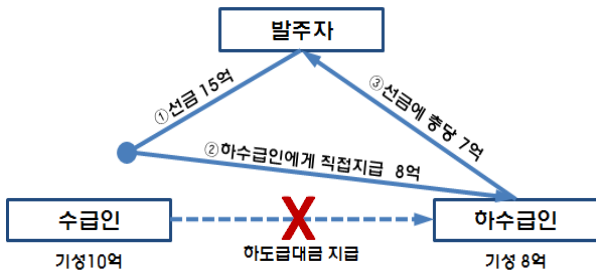 발주자
①선금 15억
③선금에 충당 7억
②하수급인에게 직접지급 8억
수급인
X
하수급인
하도급대금 지급
기성10억
기성 8억